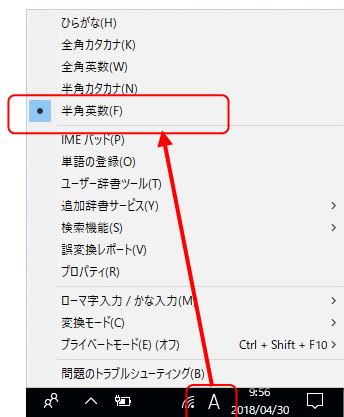 ひらがな(H)
全角カタカナ(K)
全角英数(W)
半角カタカナ(N)
半角英数(F)
IME パッド(P)
単語の登録(O)
ユーザー辞書ツール(T)
追加辞書サービス(Y)
検索機能(S)
誤変換レポート(V)
プロパティ(R)
ローマ字入力 / かな入力(M)
変換モード(C)
プライベートモード(E) (オフ) Ctrl + Shift + F10
問題のトラブルシューティング(B)
A
9:56
2018/04/30